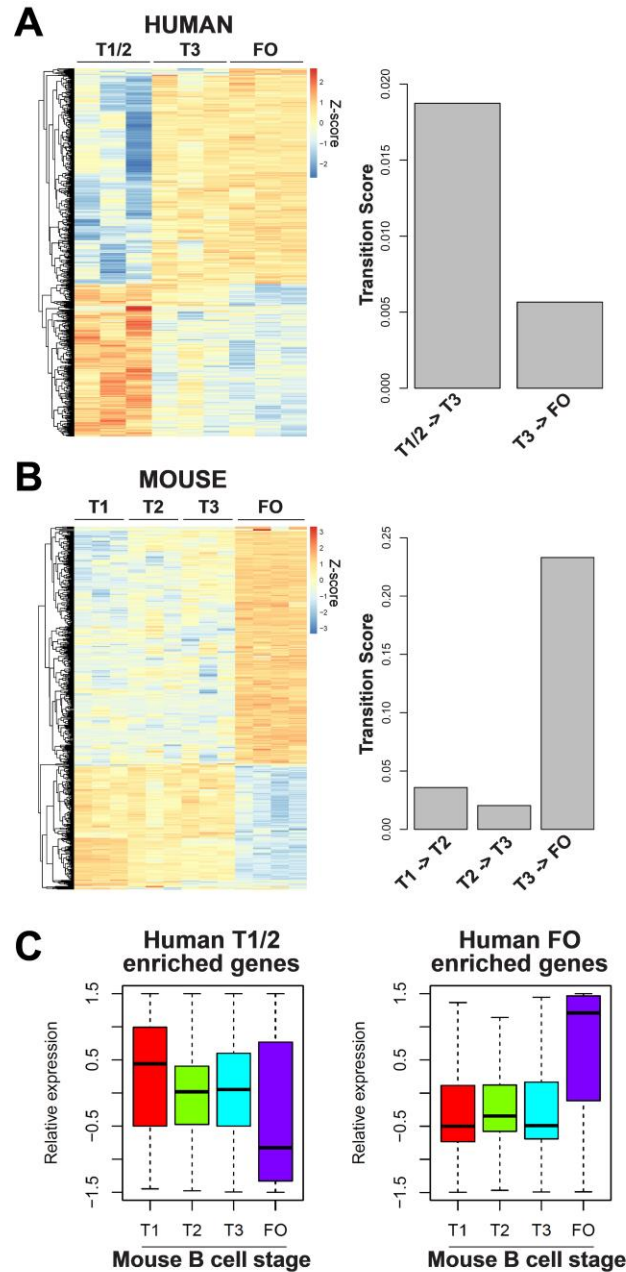 A
HUMAN
T1/2 T3 FO
2
1
0
-1
-2
Z-score
Transition Score
0.020
0.015
0.010
0.005
0.000
T1/2 -> T3
T3 -> FO
B
MOUSE
T1 T2 T3 FO
3
2
1
0
-1
-2
-3
Z-score
Transition Score
0.25
0.20
0.15
0.10
0.05
0.00
T1 -> T2
T2 -> T3
T3 -> FO
C
Human T1/2
enriched genes
Relative expression
1.5
0.5
-0.5
-1.5
T1 T2 T3 FO
Mouse B cell stage
Human FO
enriched genes
Relative expression
1.5
0.5
-0.5
-1.5
T1 T2 T3 FO
Mouse B cell stage